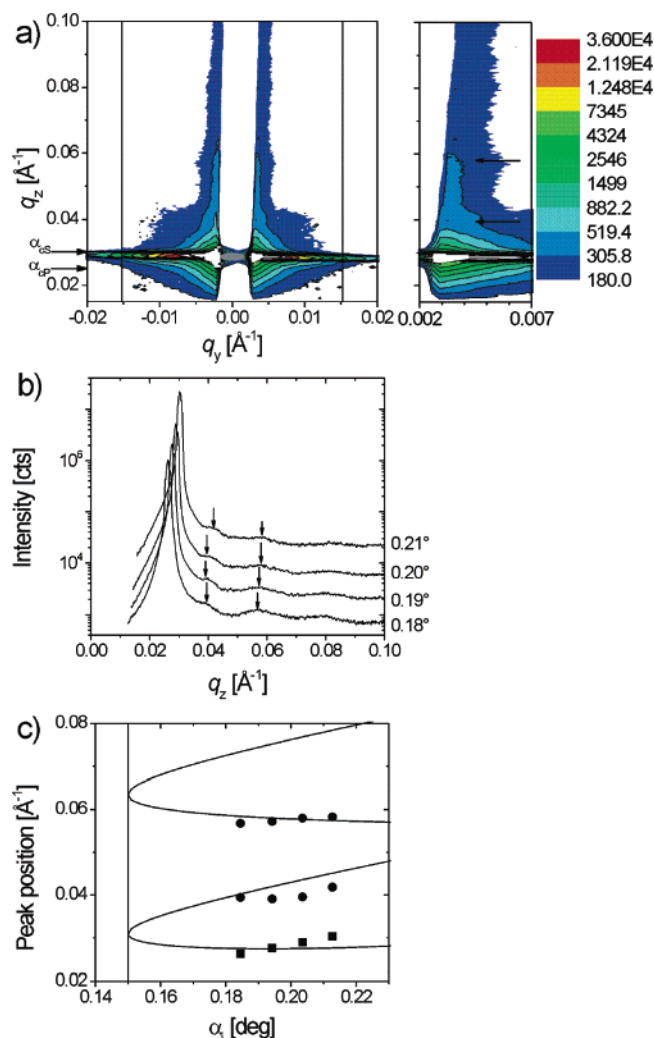 a)
0.10
0.08
0.06
0.04
0.02
q_z [Å⁻¹]
α_cS
α_cP
-0.02 -0.01 0.00 0.01 0.02
q_y [Å⁻¹]
0.002 0.007
3.600E4
2.119E4
1.248E4
7345
4324
2546
1499
882.2
519.4
305.8
180.0
b)
Intensity [cts]
10⁶
10⁴
0.21°
0.20°
0.19°
0.18°
0.00 0.02 0.04 0.06 0.08 0.10
q_z [Å⁻¹]
c)
Peak position [Å⁻¹]
0.08
0.06
0.04
0.02
0.14 0.16 0.18 0.20 0.22
α_i [deg]